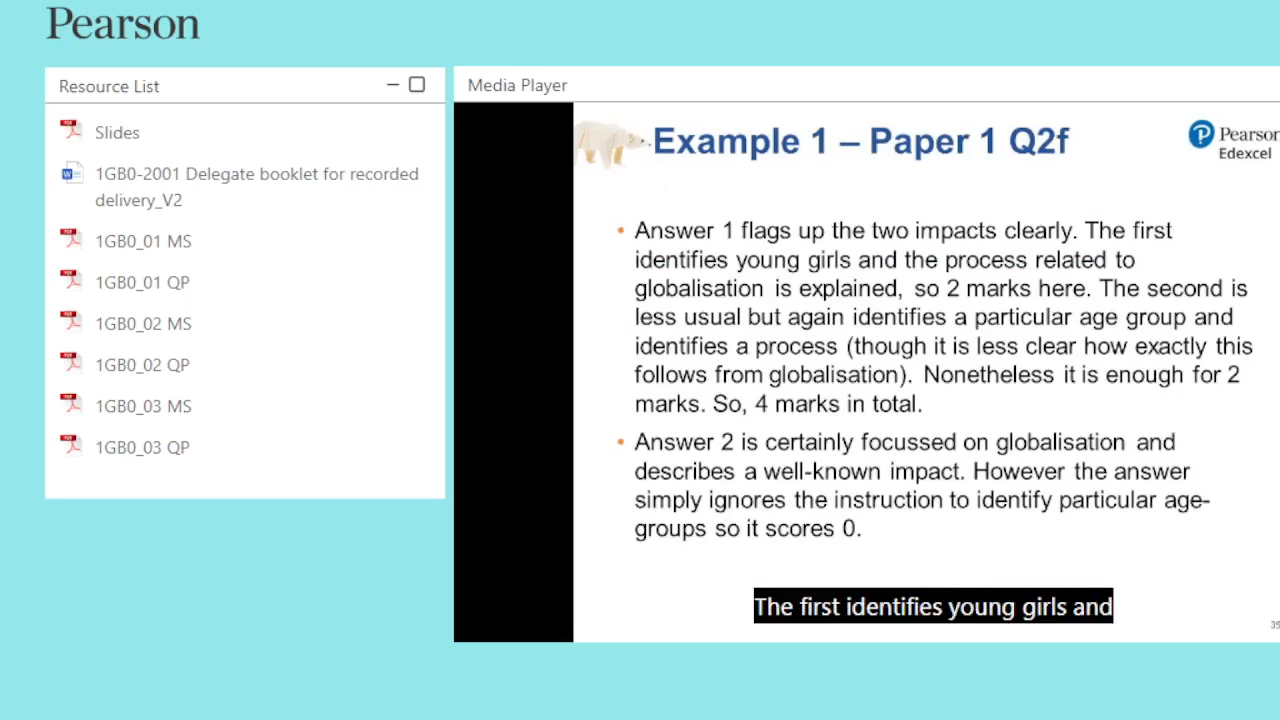 Pearson
Resource List
Slides
1GB0-2001 Delegate booklet for recorded
delivery_V2
1GB0_01 MS
1GB0_01 QP
1GB0_02 MS
1GB0_02 QP
1GB0_03 MS
1GB0_03 QP
Media Player
Example 1 – Paper 1 Q2f
Pearson
Edexcel
• Answer 1 flags up the two impacts clearly. The first
identifies young girls and the process related to
globalisation is explained, so 2 marks here. The second is
less usual but again identifies a particular age group and
identifies a process (though it is less clear how exactly this
follows from globalisation). Nonetheless it is enough for 2
marks. So, 4 marks in total.
• Answer 2 is certainly focussed on globalisation and
describes a well-known impact. However the answer
simply ignores the instruction to identify particular age-
groups so it scores 0.
The first identifies young girls and
39